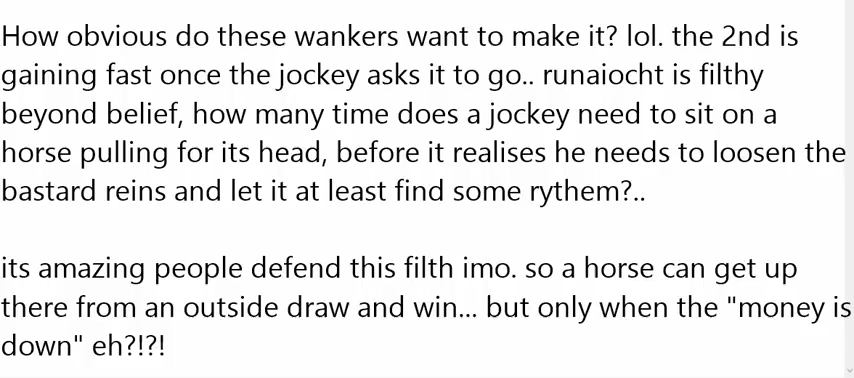 How obvious do these wankers want to make it? lol. the 2nd is
gaining fast once the jockey asks it to go.. runaiocht is filthy
beyond belief, how many time does a jockey need to sit on a
horse pulling for its head, before it realises he needs to loosen the
bastard reins and let it at least find some rythem?..
its amazing people defend this filth imo. so a horse can get up
there from an outside draw and win... but only when the "money is
down" eh?!?!